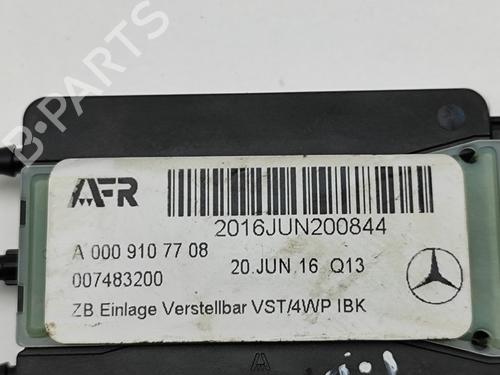 B-PARTS
AFR
2016JUN200844
A 000 910 77 08
20.JUN.16 Q13
007483200
ZB Einlage Verstellbar VST/4WP IBK